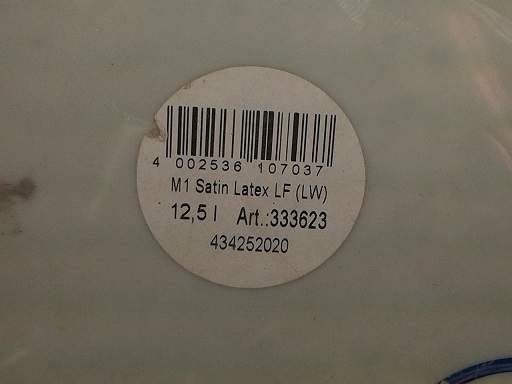 4 002536 107037
M1 Satin Latex LF (LW)
12,5 l Art.:333623
434252020